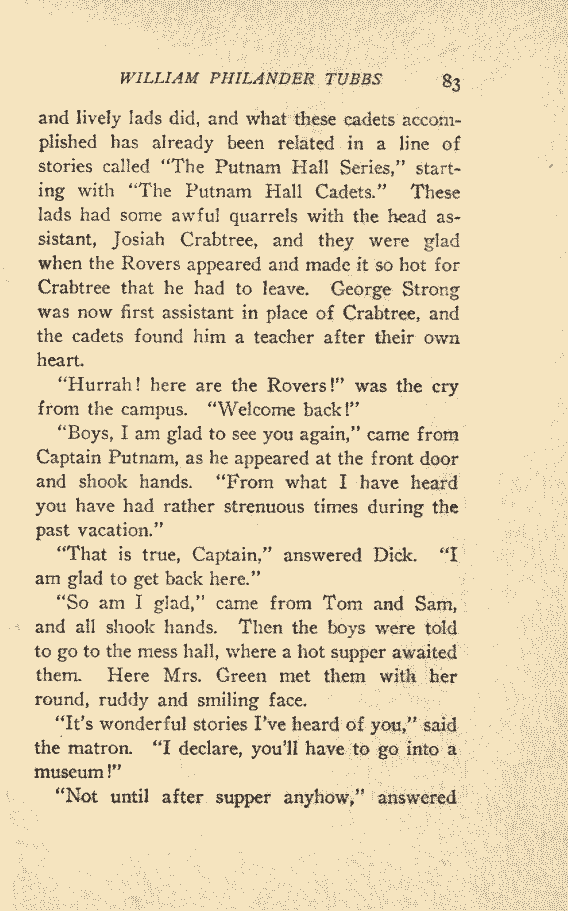 WILLIAM PHILANDER TUBBS 83
and lively lads did, and what these cadets accom-
plished has already been related in a line of
stories called "The Putnam Hall Series," start-
ing with "The Putnam Hall Cadets." These
lads had some awful quarrels with the head as-
sistant, Josiah Crabtree, and they were glad
when the Rovers appeared and made it so hot for
Crabtree that he had to leave. George Strong
was now first assistant in place of Crabtree, and
the cadets found him a teacher after their own
heart.
"Hurrah! here are the Rovers!" was the cry
from the campus. "Welcome back!"
"Boys, I am glad to see you again," came from
Captain Putnam, as he appeared at the front door
and shook hands. "From what I have heard
you have had rather strenuous times during the
past vacation."
"That is true, Captain," answered Dick. "I
am glad to get back here."
"So am I glad," came from Tom and Sam,
and all shook hands. Then the boys were told
to go to the mess hall, where a hot supper awaited
them. Here Mrs. Green met them with her
round, ruddy and smiling face.
"It's wonderful stories I've heard of you," said
the matron. "I declare, you'll have to go into a
museum!"
"Not until after supper anyhow," answered